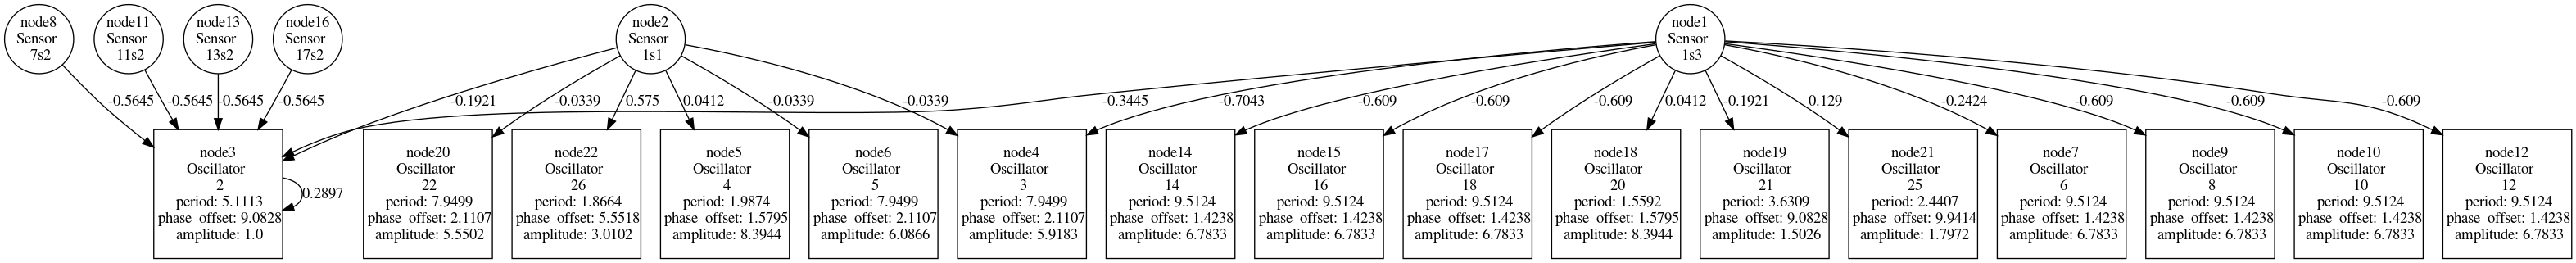 node8
Sensor
7s2
node11
Sensor
11s2
node13
Sensor
13s2
node16
Sensor
17s2
node2
Sensor
1s1
node1
Sensor
1s3
-0.5645
-0.5645
-0.5645
-0.5645
-0.1921
-0.0339
0.575
0.0412
-0.0339
-0.0339
-0.3445
-0.7043
-0.609
-0.609
-0.609
0.0412
-0.1921
0.129
-0.2424
-0.609
-0.609
-0.609
node3
Oscillator
2
period: 5.1113
phase_offset: 9.0828
amplitude: 1.0
0.2897
node20
Oscillator
22
period: 7.9499
phase_offset: 2.1107
amplitude: 5.5502
node22
Oscillator
26
period: 1.8664
phase_offset: 5.5518
amplitude: 3.0102
node5
Oscillator
4
period: 1.9874
phase_offset: 1.5795
amplitude: 8.3944
node6
Oscillator
5
period: 7.9499
phase_offset: 2.1107
amplitude: 6.0866
node4
Oscillator
3
period: 7.9499
phase_offset: 2.1107
amplitude: 5.9183
node14
Oscillator
14
period: 9.5124
phase_offset: 1.4238
amplitude: 6.7833
node15
Oscillator
16
period: 9.5124
phase_offset: 1.4238
amplitude: 6.7833
node17
Oscillator
18
period: 9.5124
phase_offset: 1.4238
amplitude: 6.7833
node18
Oscillator
20
period: 1.5592
phase_offset: 1.5795
amplitude: 8.3944
node19
Oscillator
21
period: 3.6309
phase_offset: 9.0828
amplitude: 1.5026
node21
Oscillator
25
period: 2.4407
phase_offset: 9.9414
amplitude: 1.7972
node7
Oscillator
6
period: 9.5124
phase_offset: 1.4238
amplitude: 6.7833
node9
Oscillator
8
period: 9.5124
phase_offset: 1.4238
amplitude: 6.7833
node10
Oscillator
10
period: 9.5124
phase_offset: 1.4238
amplitude: 6.7833
node12
Oscillator
12
period: 9.5124
phase_offset: 1.4238
amplitude: 6.7833